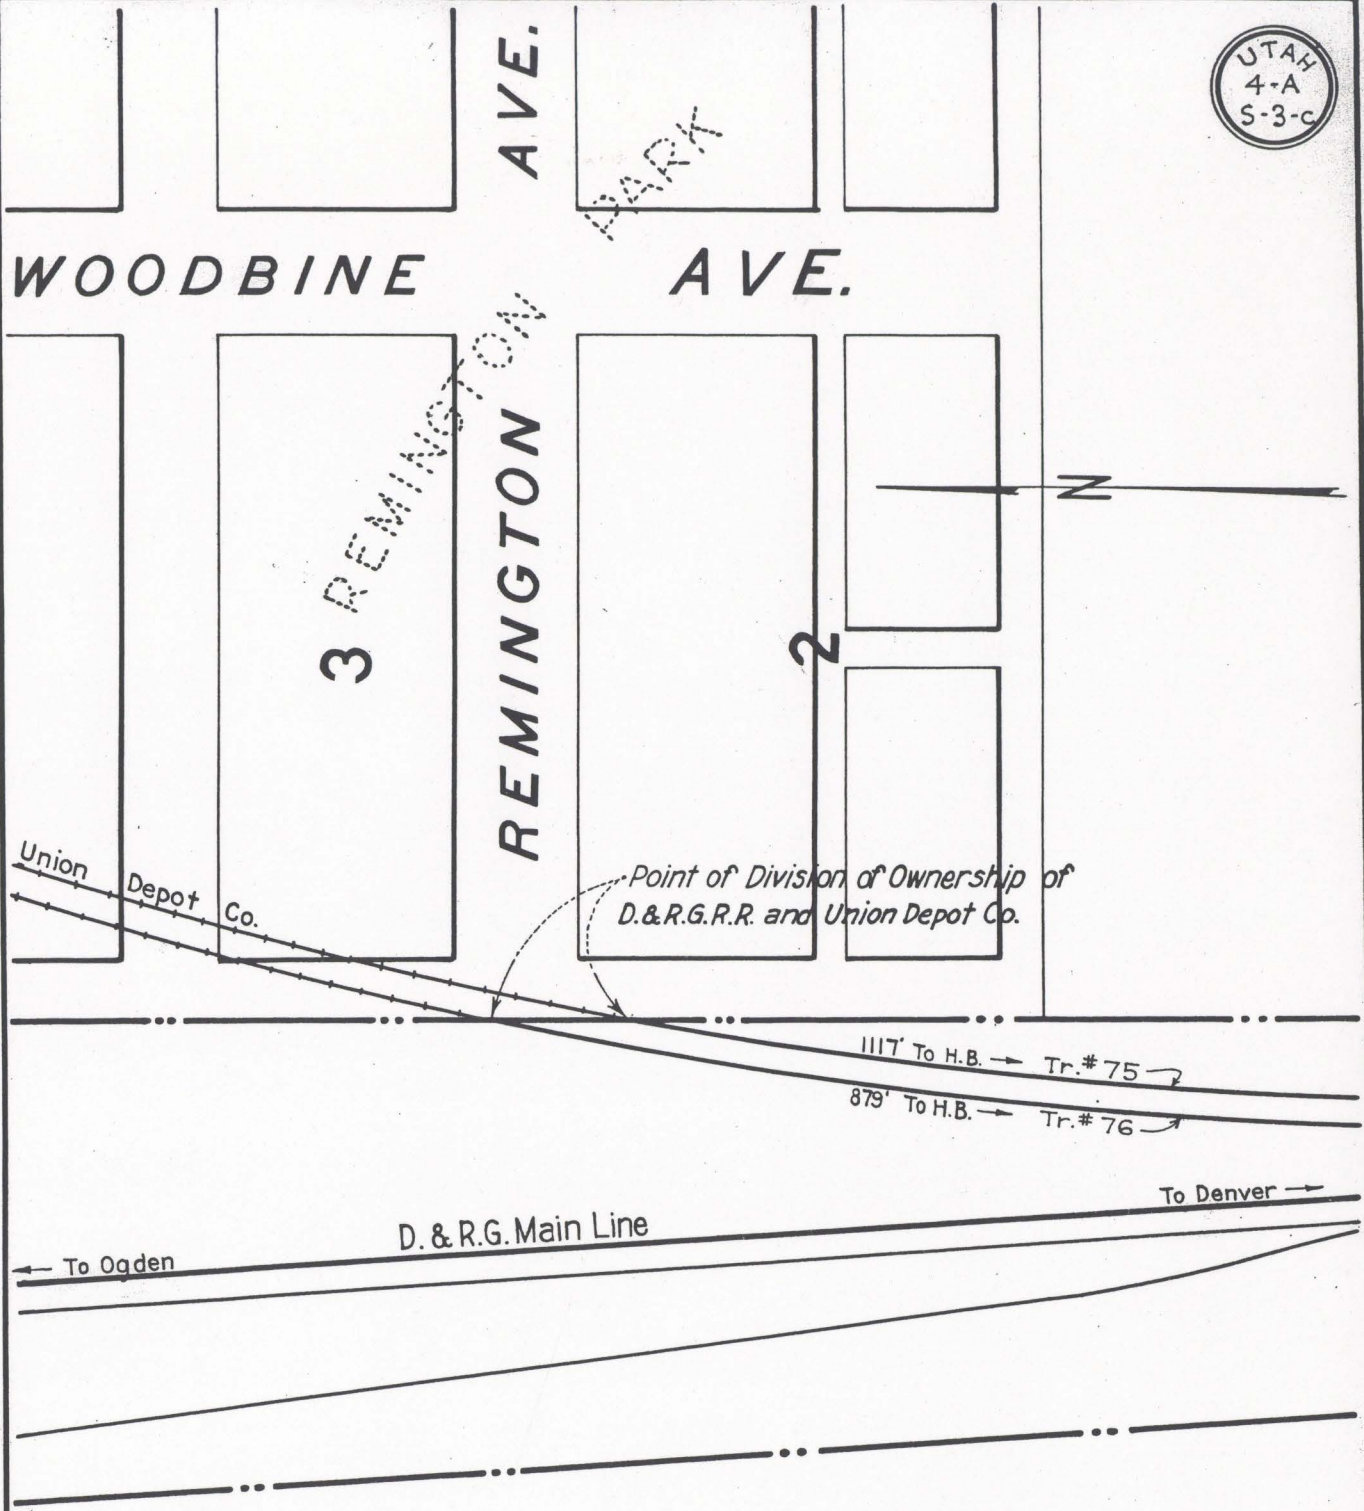 UTAH
4-A
S-3-c
REMINGTON AVE.
REMINGTON PARK
WOODBINE AVE.
N
3
2
Union Depot Co.
Point of Division of Ownership of
D.&R.G.R.R. and Union Depot Co.
1117' To H.B. → Tr.# 75
879' To H.B. → Tr.# 76
To Denver →
D. & R.G. Main Line
← To Ogden